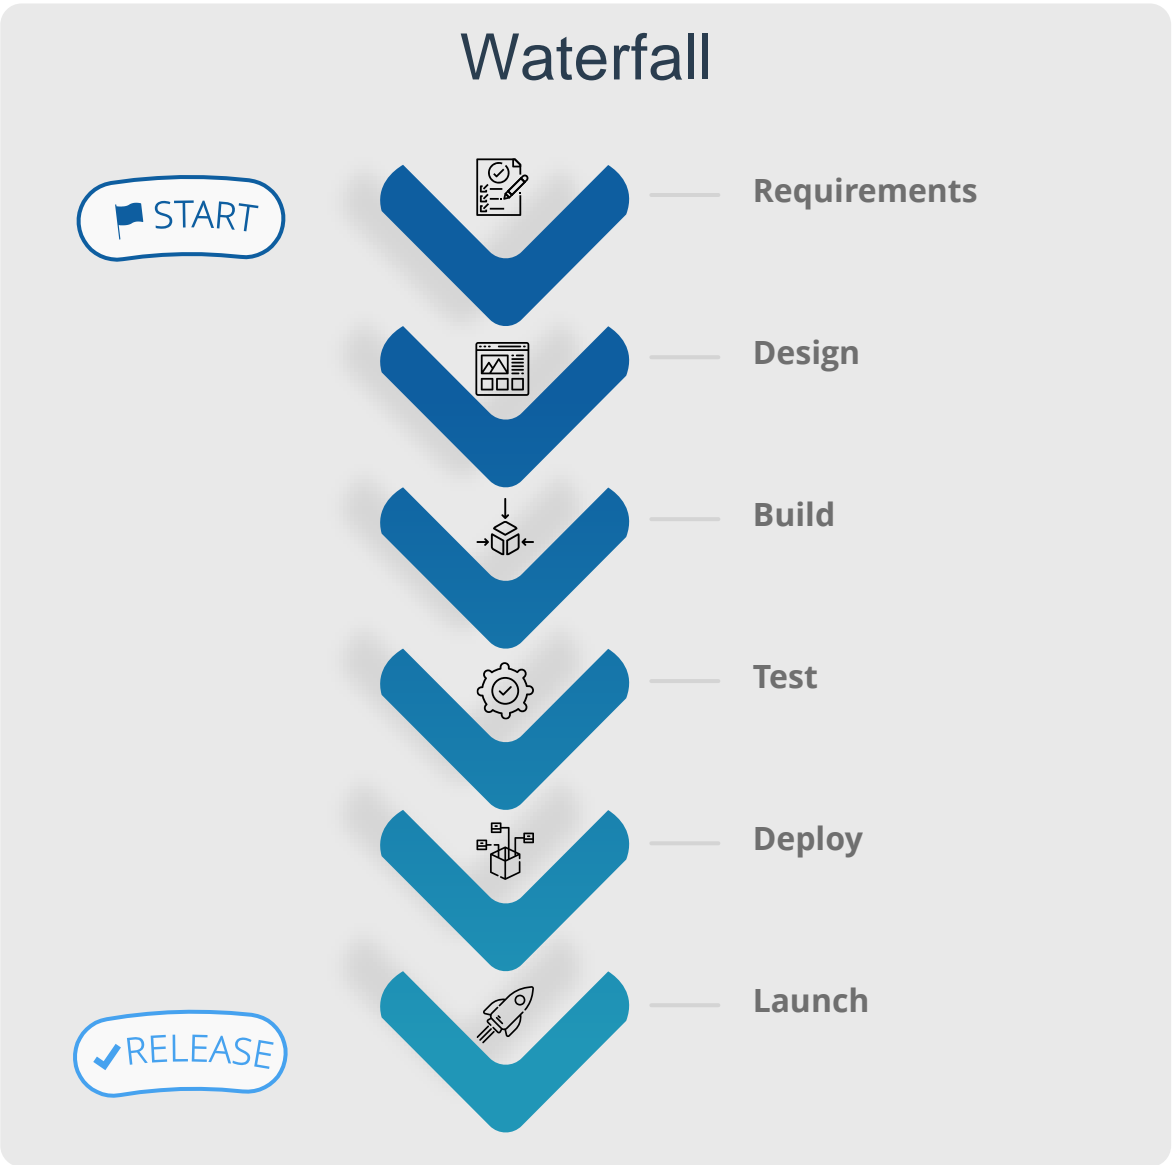 Waterfall
START
Requirements
Design
Build
Test
Deploy
Launch
RELEASE